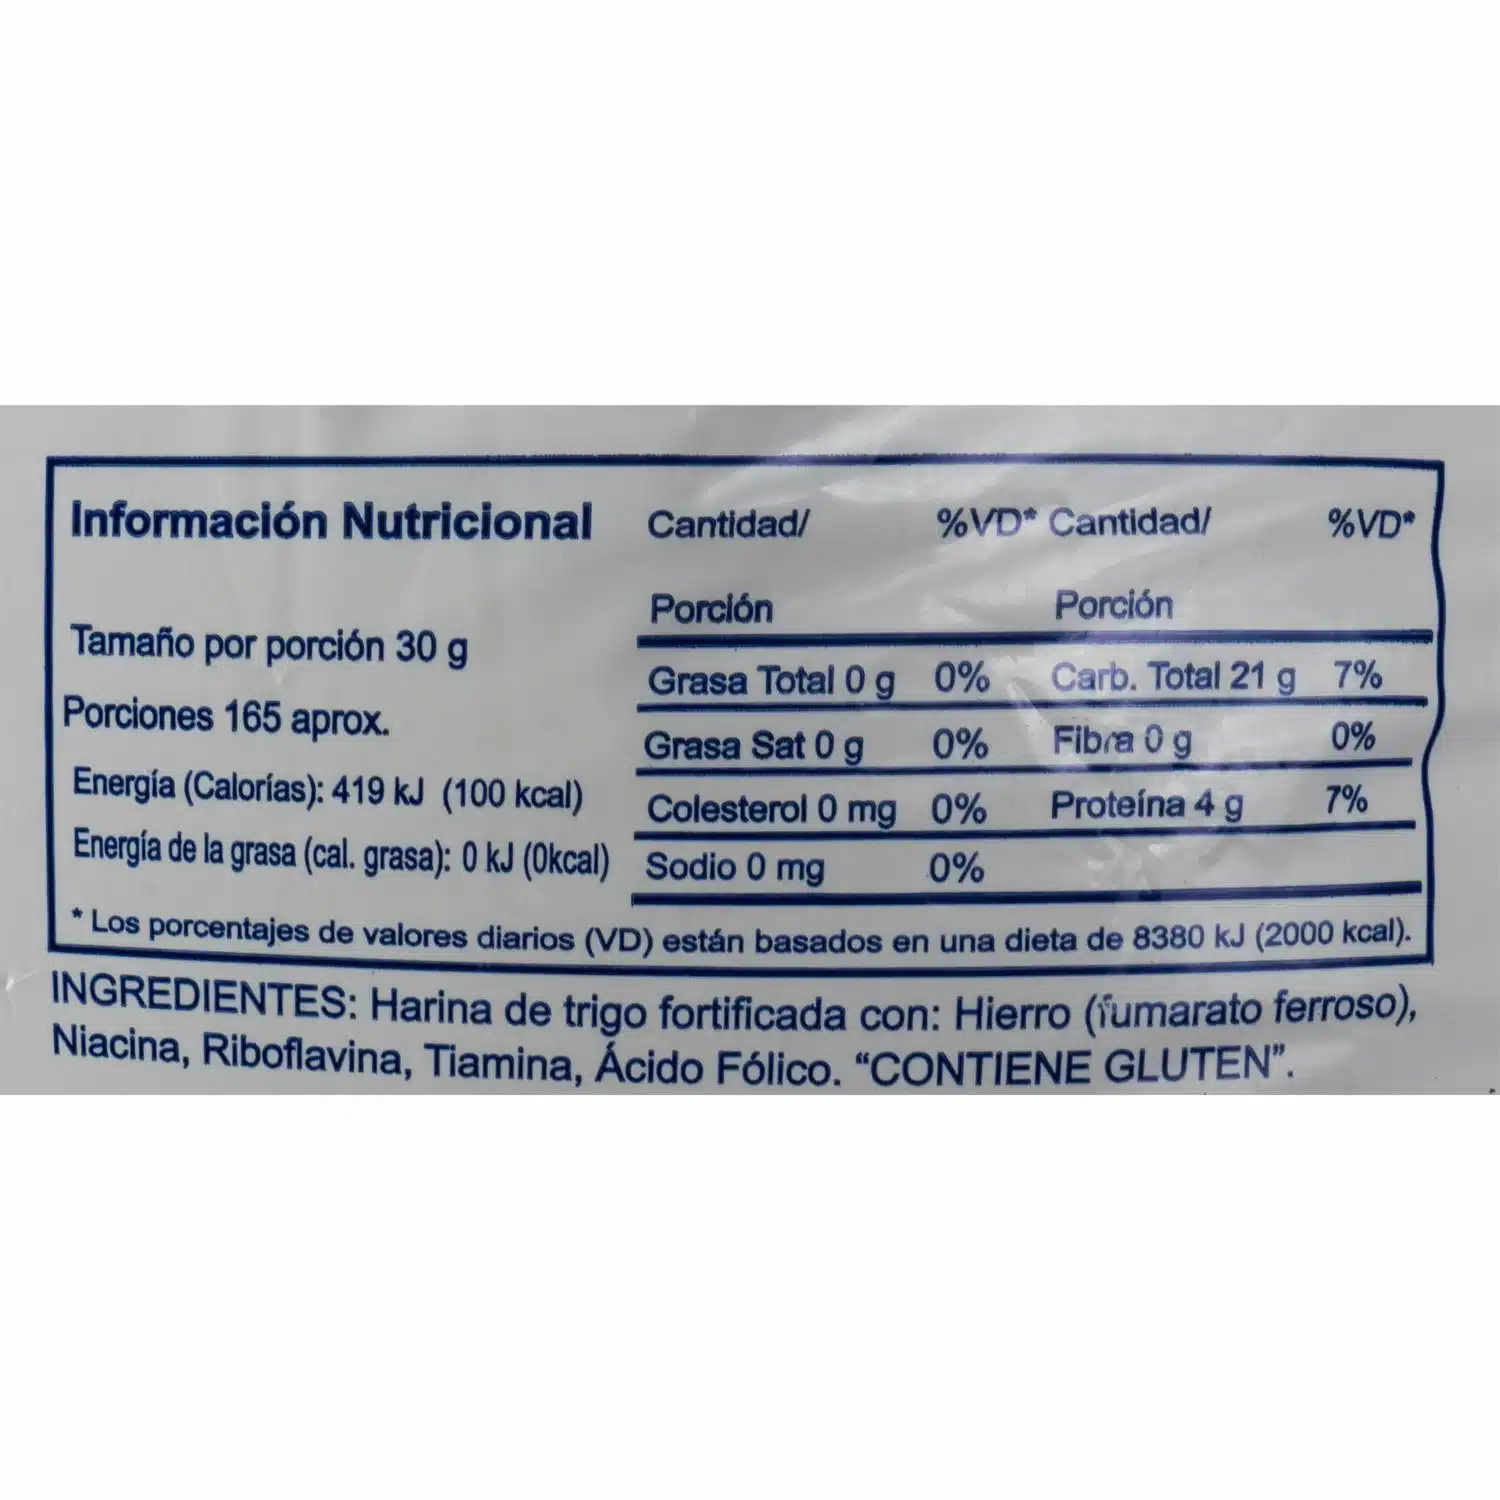 Información Nutricional
Tamaño por porción 30 g
Porciones 165 aprox.
Energía (Calorías): 419 kJ (100 kcal)
Energía de la grasa (cal. grasa): 0 kJ (0kcal)
Cantidad/ %VD* Cantidad/ %VD*
Porción Porción
Grasa Total 0 g 0% Carb. Total 21 g 7%
Grasa Sat 0 g 0% Fibra 0 g 0%
Colesterol 0 mg 0% Proteína 4 g 7%
Sodio 0 mg 0%
* Los porcentajes de valores diarios (VD) están basados en una dieta de 8380 kJ (2000 kcal).
INGREDIENTES: Harina de trigo fortificada con: Hierro (fumarato ferroso),
Niacina, Riboflavina, Tiamina, Ácido Fólico. “CONTIENE GLUTEN”.